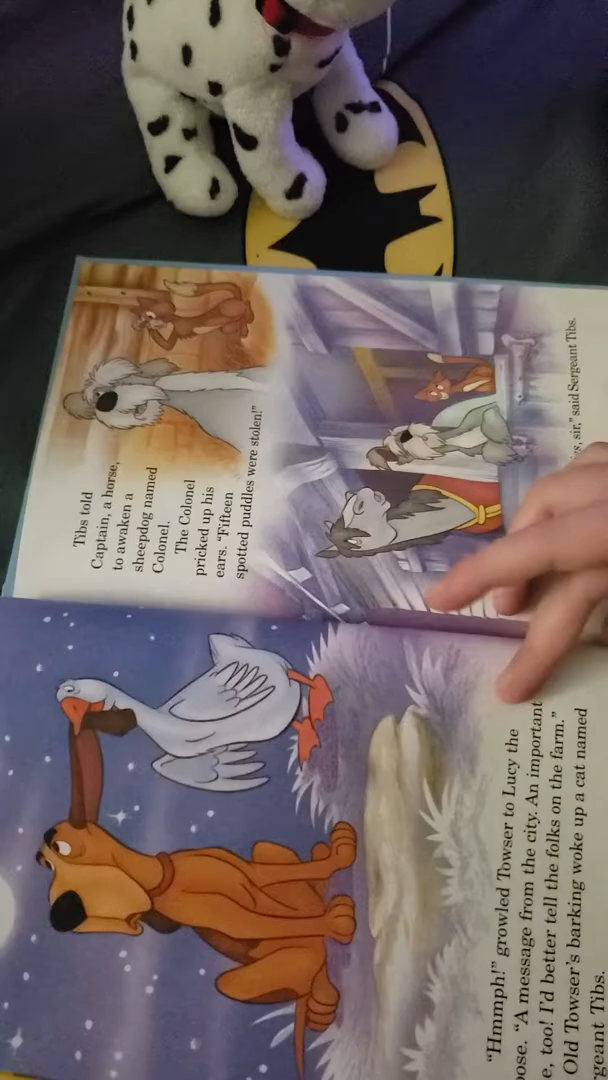 "Hmmph!" growled Towser to Lucy the
"A message from the city. An important
too! I'd better tell the folks on the farm."
Old Towser's barking woke up a cat named
Tibs.
Tibs told
Captain, a horse,
to awaken a
sheepdog named
Colonel.
The Colonel
pricked up his
ears. "Fifteen
spotted puddles were stolen!"
sir," said Sergeant Tibs.